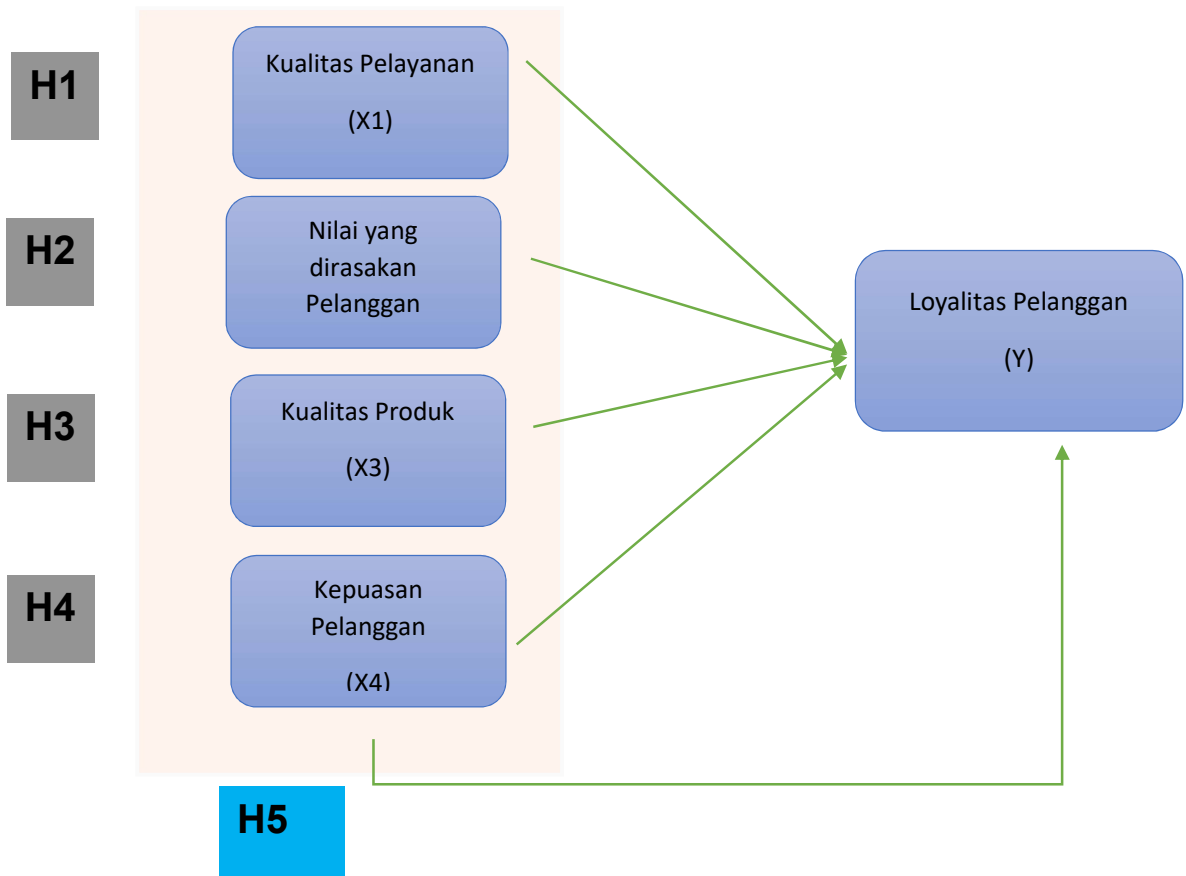 H1
Kualitas Pelayanan
(X1)
H2
Nilai yang
dirasakan
Pelanggan
H3
Kualitas Produk
(X3)
H4
Kepuasan
Pelanggan
(X4)
Loyalitas Pelanggan
(Y)
H5